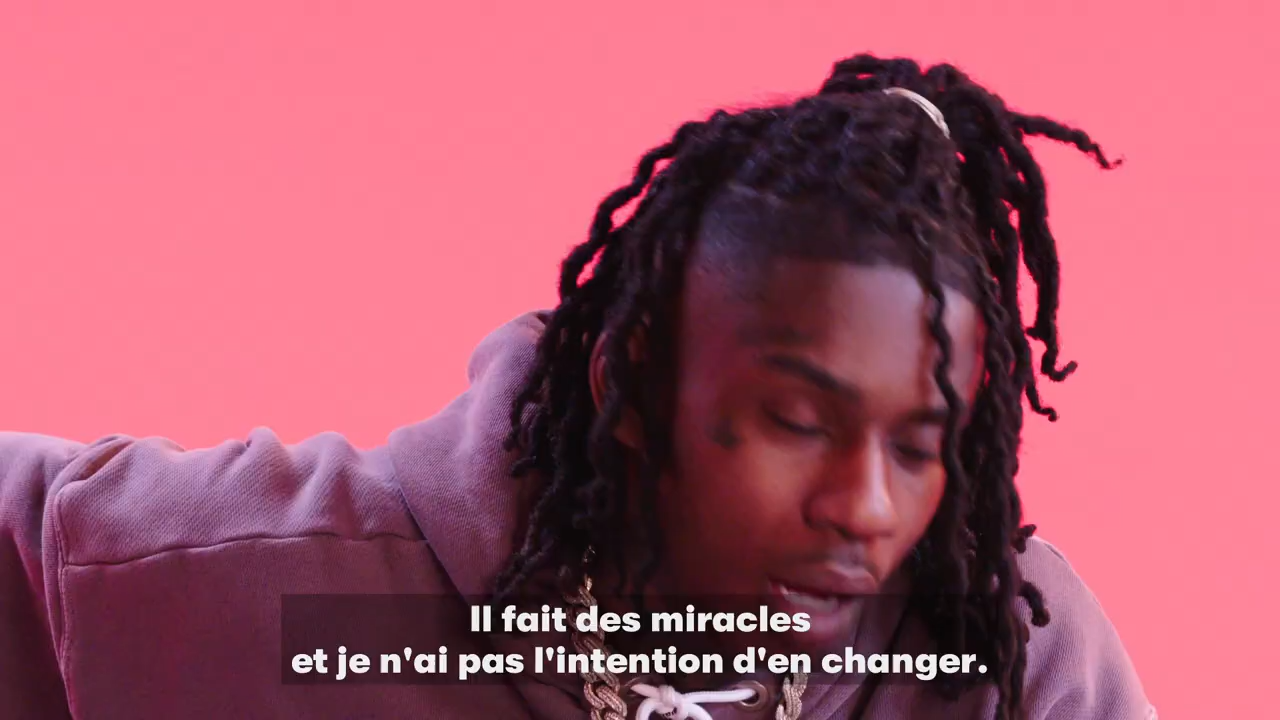 Il fait des miracles
et je n'ai pas l'intention d'en changer.